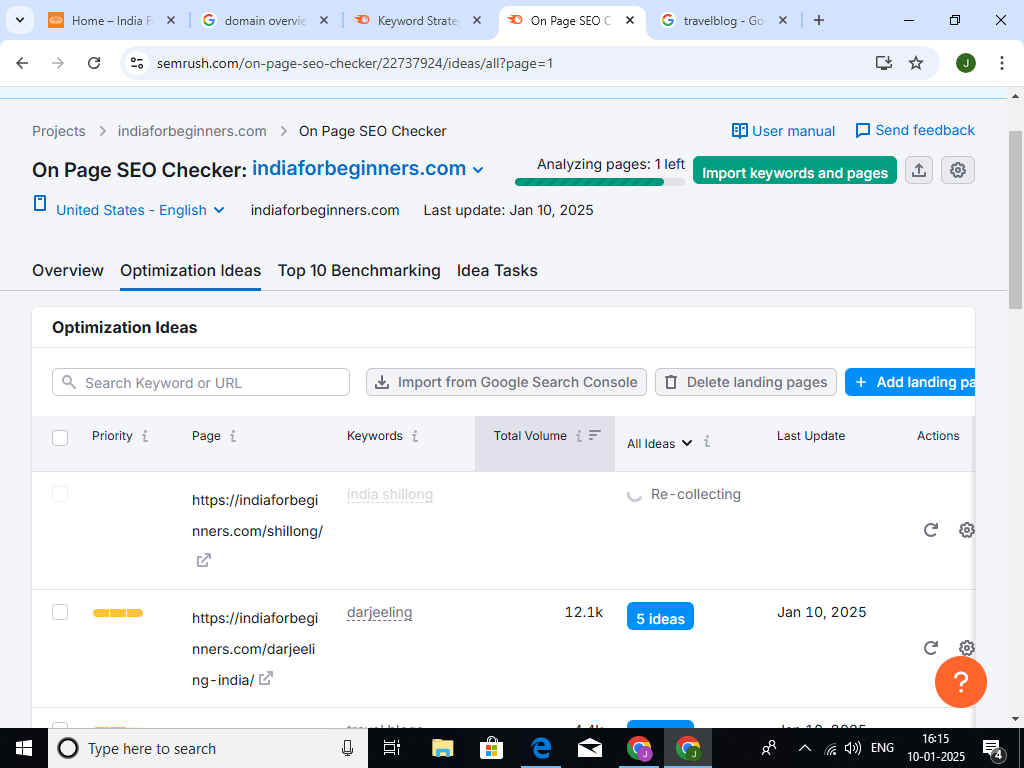 Home – India F
domain overvie
Keyword Strate
On Page SEO C
travelblog - Go
semrush.com/on-page-seo-checker/22737924/ideas/all?page=1
J
Projects > indiaforbeginners.com > On Page SEO Checker
User manual
Send feedback
On Page SEO Checker: indiaforbeginners.com
Analyzing pages: 1 left
Import keywords and pages
United States - English
indiaforbeginners.com
Last update: Jan 10, 2025
Overview
Optimization Ideas
Top 10 Benchmarking
Idea Tasks
Optimization Ideas
Search Keyword or URL
Import from Google Search Console
Delete landing pages
+ Add landing pa
Priority
Page
Keywords
Total Volume
All Ideas
Last Update
Actions
https://indiaforbegi
nners.com/shillong/
india shillong
Re-collecting
https://indiaforbegi
nners.com/darjeeli
ng-india/
darjeeling
12.1k
5 ideas
Jan 10, 2025
?
Type here to search
ENG
16:15
10-01-2025
4